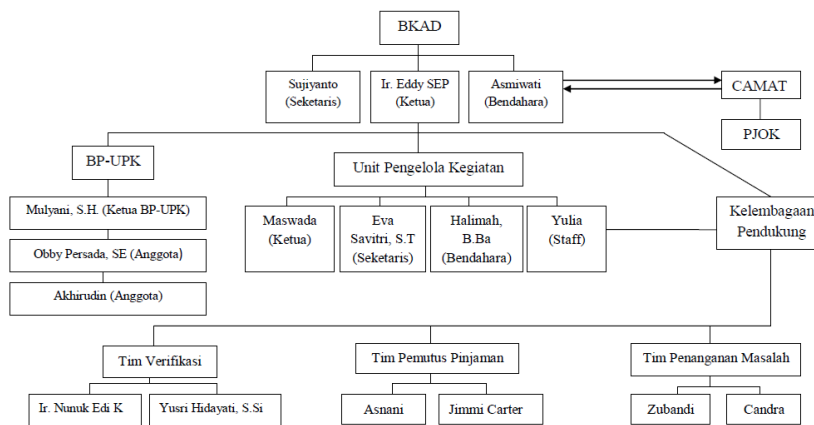 BKAD
Sujiyanto
(Seketaris)
Ir. Eddy SEP
(Ketua)
Asmiwati
(Bendahara)
CAMAT
PJOK
BP-UPK
Unit Pengelola Kegiatan
Mulyani, S.H. (Ketua BP-UPK)
Obby Persada, SE (Anggota)
Akhirudin (Anggota)
Maswada
(Ketua)
Eva
Savitri, S.T
(Seketaris)
Halimah,
B.Ba
(Bendahara)
Yulia
(Staff)
Kelembagaan
Pendukung
Tim Verifikasi
Tim Pemutus Pinjaman
Tim Penanganan Masalah
Ir. Nunuk Edi K
Yusri Hidayati, S.Si
Asnani
Jimmi Carter
Zubandi
Candra